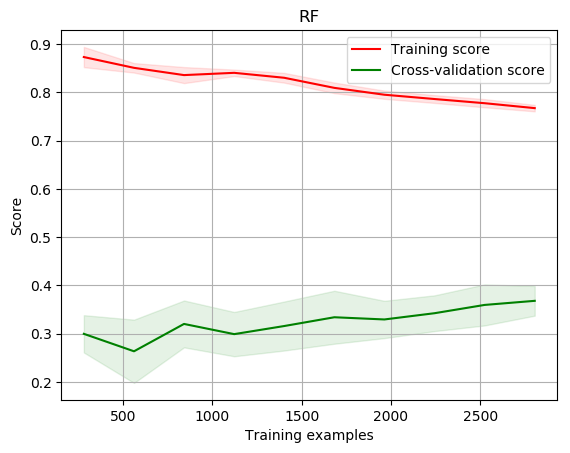 RF
Training score
Cross-validation score
0.9
0.8
0.7
0.6
0.5
0.4
0.3
0.2
Score
500
1000
1500
2000
2500
Training examples